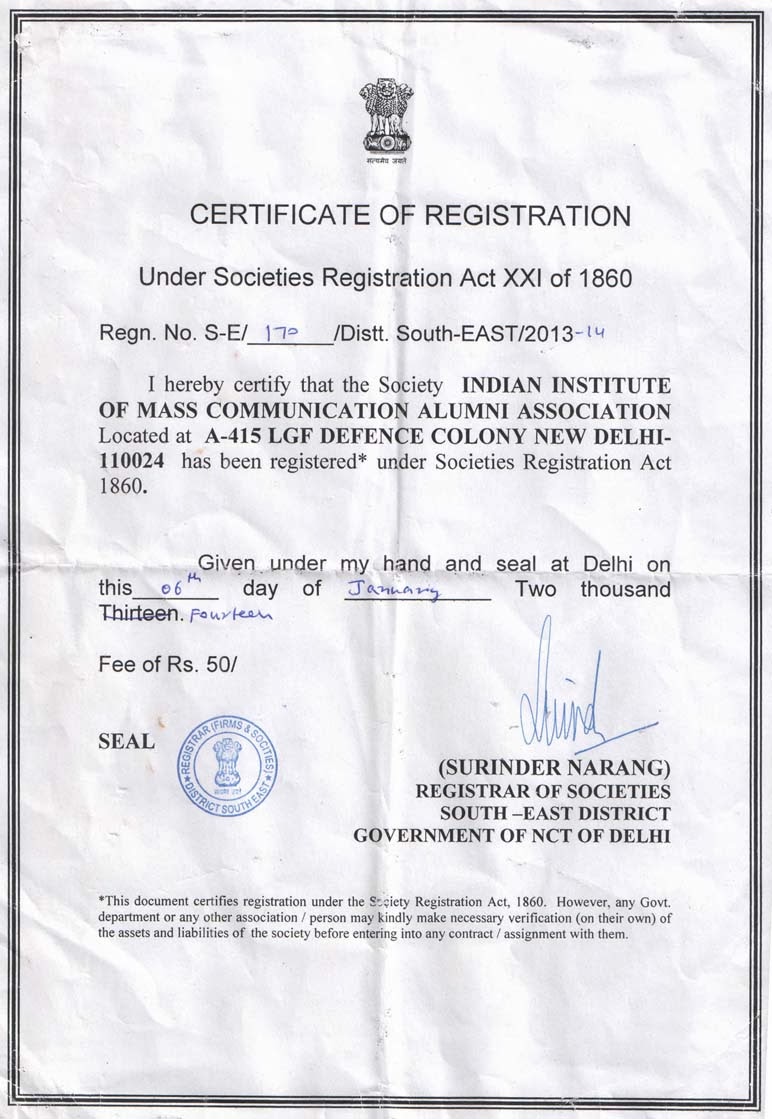 सत्यमेव जयते
CERTIFICATE OF REGISTRATION
Under Societies Registration Act XXI of 1860
Regn. No. S-E/ 170 /Distt. South-EAST/2013-14
I hereby certify that the Society INDIAN INSTITUTE
OF MASS COMMUNICATION ALUMNI ASSOCIATION
Located at A-415 LGF DEFENCE COLONY NEW DELHI-
110024 has been registered* under Societies Registration Act
1860.
Given under my hand and seal at Delhi on
this 06th day of January Two thousand
Thirteen. Fourteen
Fee of Rs. 50/
SEAL
REGISTRAR (FIRMS & SOCITIES)
सत्यमेव जयते
★ DISTRICT SOUTH EAST ★
(SURINDER NARANG)
REGISTRAR OF SOCIETIES
SOUTH –EAST DISTRICT
GOVERNMENT OF NCT OF DELHI
*This document certifies registration under the Society Registration Act, 1860. However, any Govt.
department or any other association / person may kindly make necessary verification (on their own) of
the assets and liabilities of the society before entering into any contract / assignment with them.